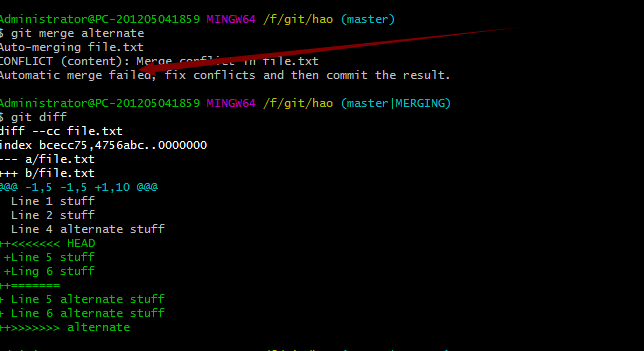 Administrator@PC-201205041859 MINGW64 /f/git/hao (master)
$ git merge alternate
Auto-merging file.txt
CONFLICT (content): Merge conflict in file.txt
Automatic merge failed; fix conflicts and then commit the result.
Administrator@PC-201205041859 MINGW64 /f/git/hao (master|MERGING)
$ git diff
diff --cc file.txt
index bcecc75,4756abc..0000000
--- a/file.txt
+++ b/file.txt
@@@ -1,5 -1,5 +1,10 @@@
  Line 1 stuff
  Line 2 stuff
  Line 4 alternate stuff
++<<<<<<< HEAD
 +Line 5 stuff
 +Ling 6 stuff
++=======
+ Line 5 alternate stuff
+ Line 6 alternate stuff
++>>>>>>> alternate